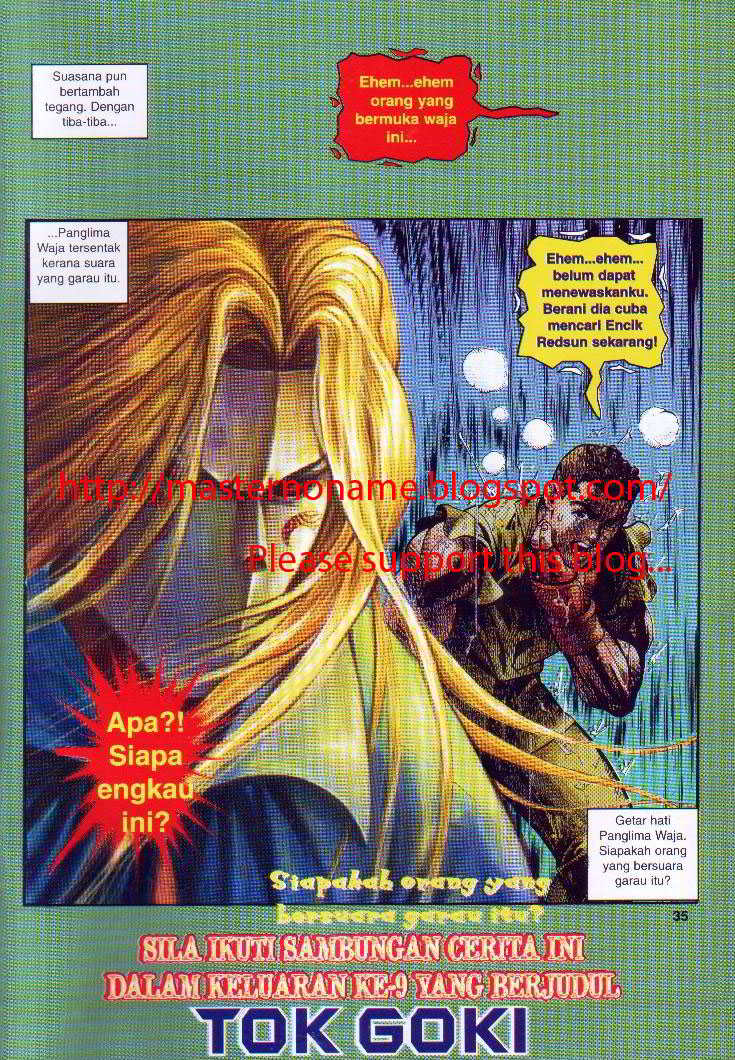 Suasana pun
bertambah
tegang. Dengan
tiba-tiba...
Ehem...ehem
orang yang
bermuka waja
ini...
...Panglima
Waja tersentak
kerana suara
yang garau itu.
Ehem...ehem...
belum dapat
menewaskanku.
Berani dia cuba
mencari Encik
Redsun sekarang!
http://masternoname.blogspot.com/
Please support this blog...
Apa?!
Siapa
engkau
ini?
Getar hati
Panglima Waja.
Siapakah orang
yang bersuara
garau itu?
Siapakah orang yang
bersuara garau itu?
35
SILA IKUTI SAMBUNGAN CERITA INI
DALAM KELUARAN KE-9 YANG BERJUDUL
TOK GOKI